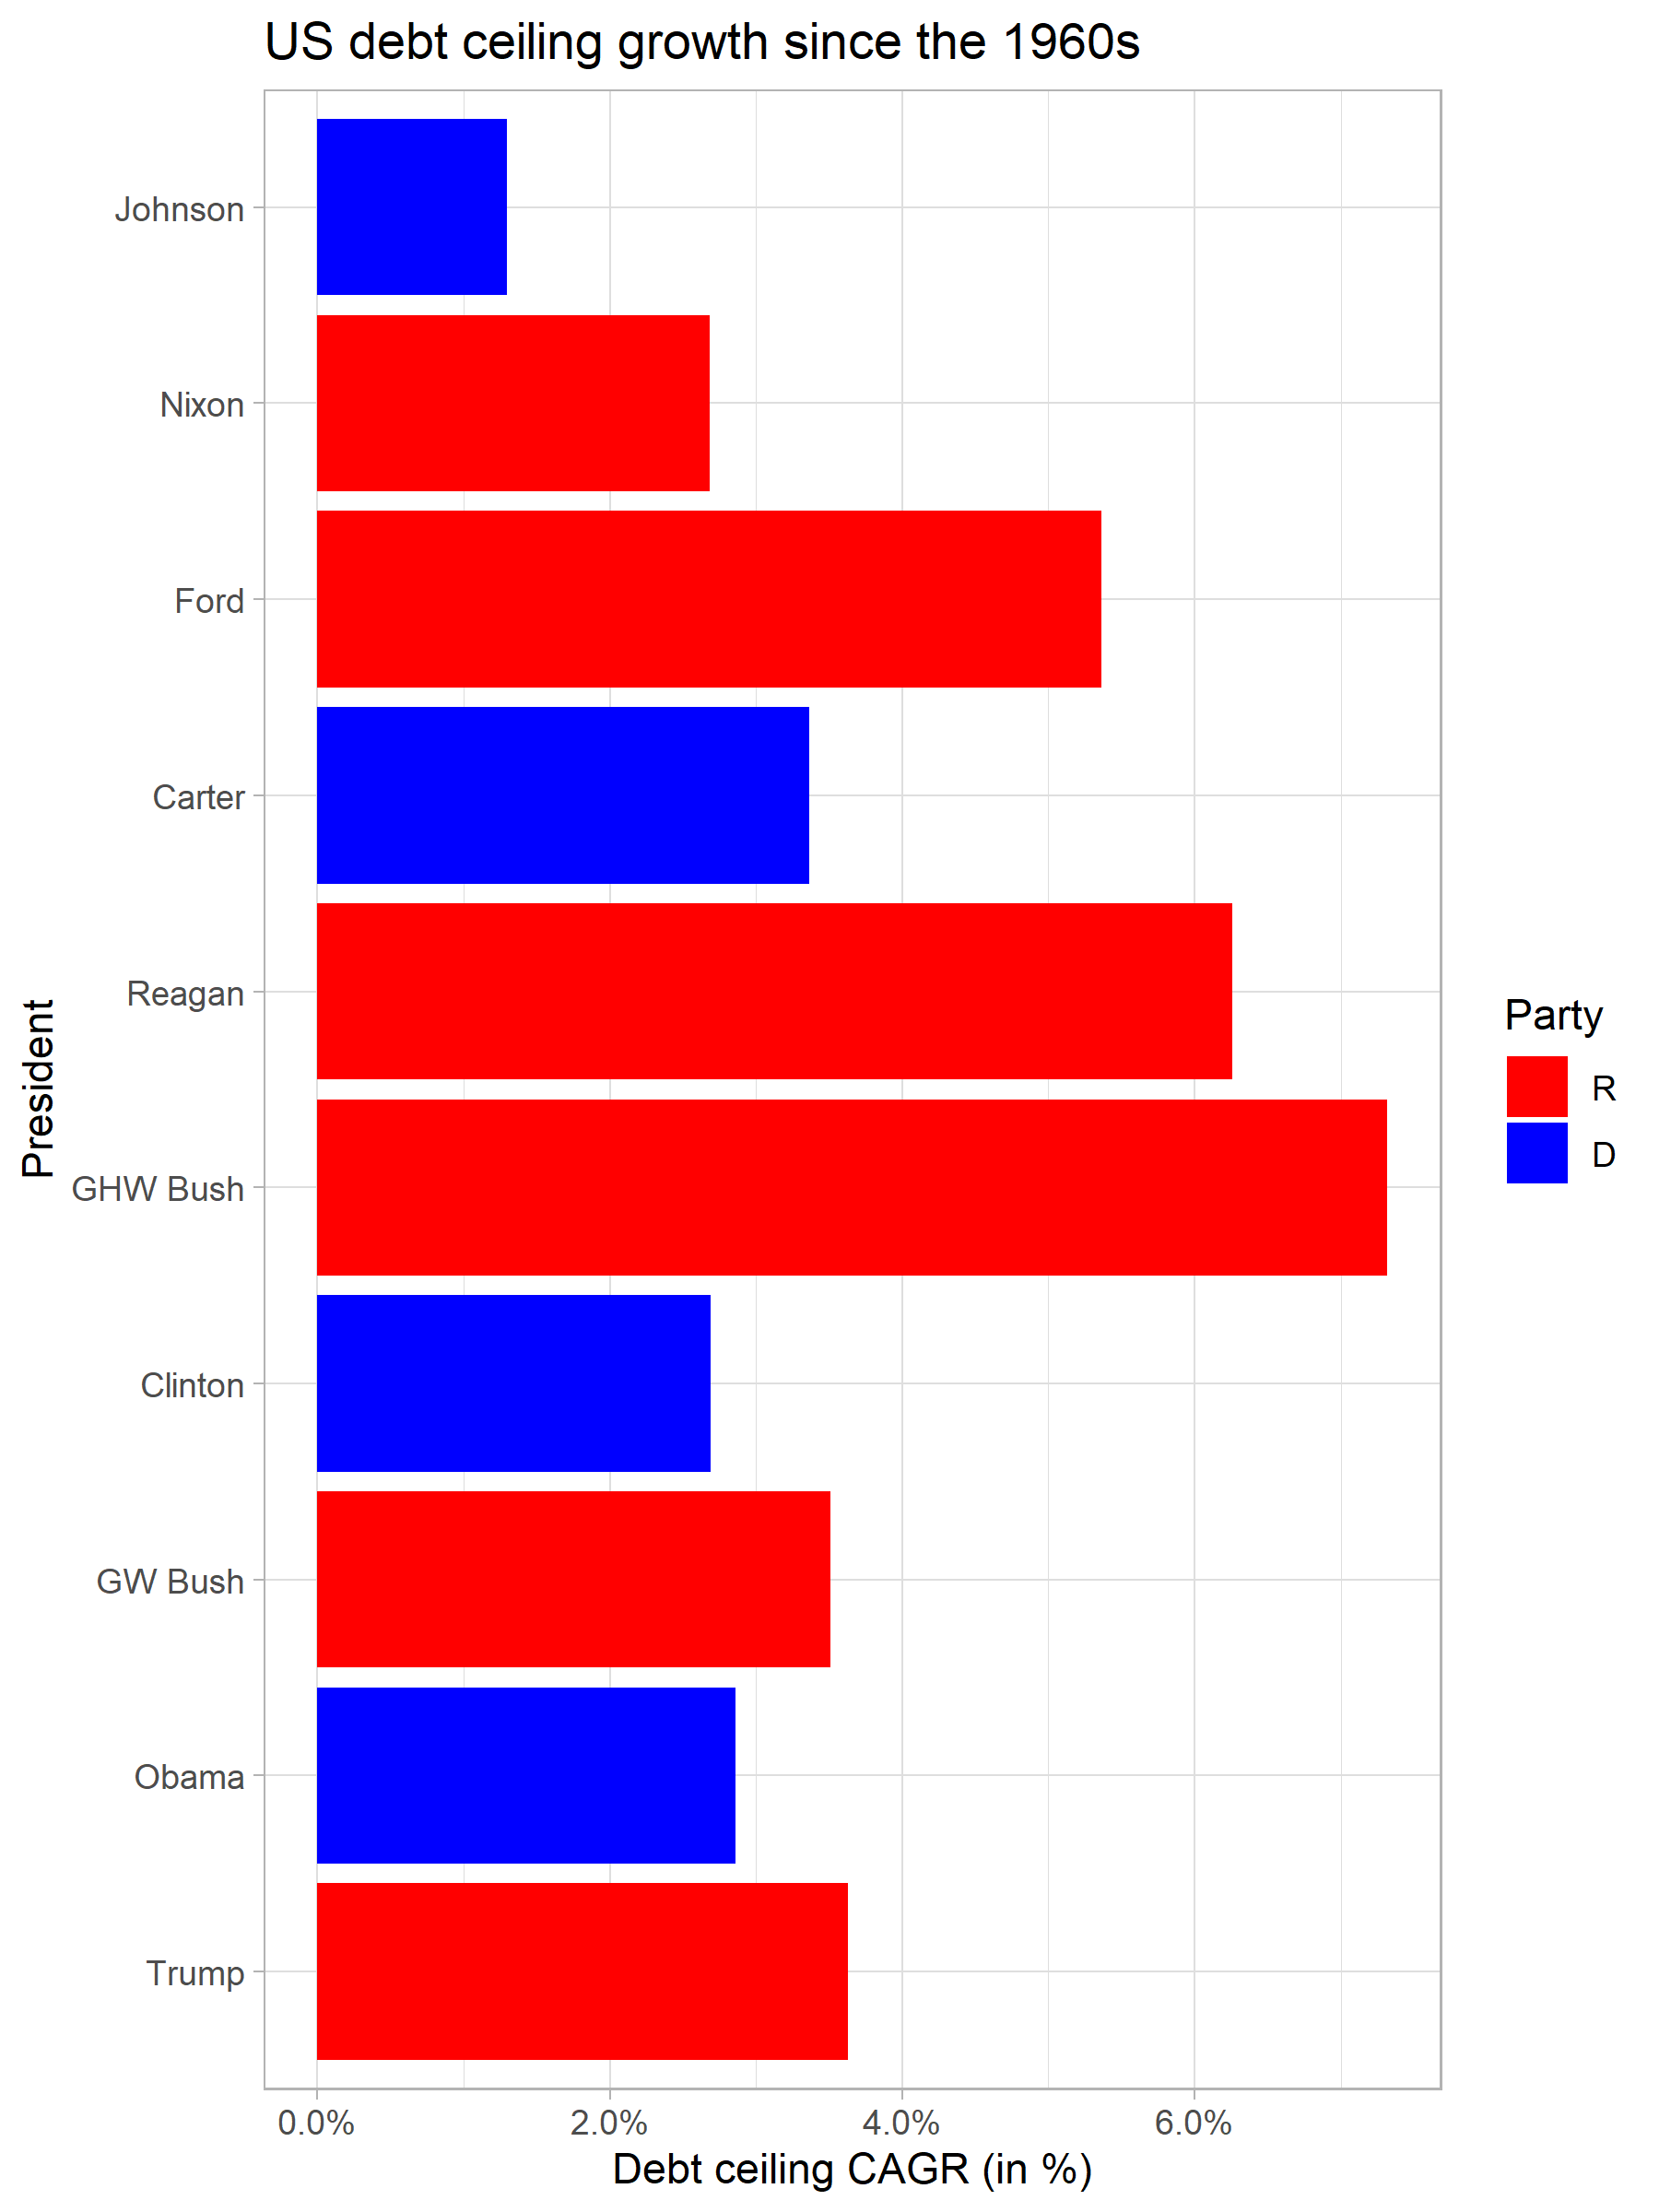 US debt ceiling growth since the 1960s
President
Johnson
Nixon
Ford
Carter
Reagan
GHW Bush
Clinton
GW Bush
Obama
Trump
0.0% 2.0% 4.0% 6.0%
Debt ceiling CAGR (in %)
Party
R
D